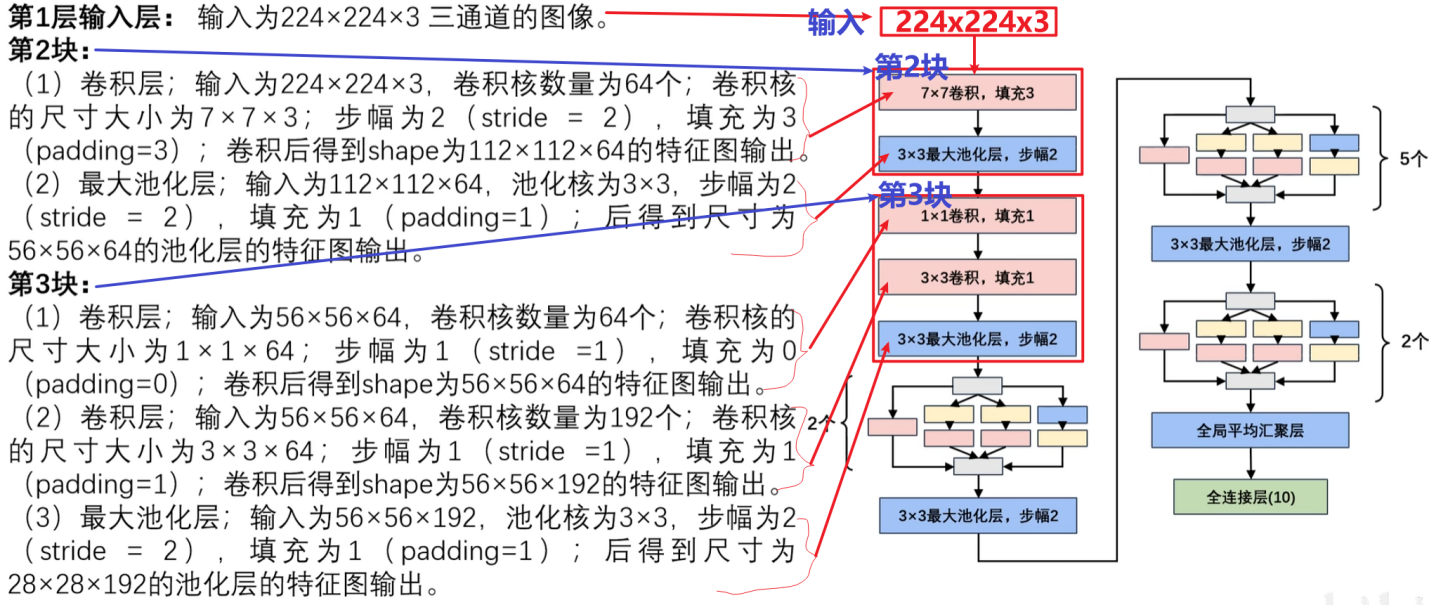 第1层输入层： 输入为224×224×3 三通道的图像。
第2块：
（1）卷积层；输入为224×224×3，卷积核数量为64个；卷积核
的尺寸大小为7×7×3；步幅为2（stride = 2），填充为3
（padding=3）；卷积后得到shape为112×112×64的特征图输出。
（2）最大池化层；输入为112×112×64，池化核为3×3，步幅为2
（stride = 2），填充为1（padding=1）；后得到尺寸为
56×56×64的池化层的特征图输出。
第3块：
（1）卷积层；输入为56×56×64，卷积核数量为64个；卷积核的
尺寸大小为1×1×64；步幅为1（stride =1），填充为0
（padding=0）；卷积后得到shape为56×56×64的特征图输出。
（2）卷积层；输入为56×56×64，卷积核数量为192个；卷积核
的尺寸大小为3×3×64；步幅为1（stride =1），填充为1
（padding=1）；卷积后得到shape为56×56×192的特征图输出。
（3）最大池化层；输入为56×56×192，池化核为3×3，步幅为2
（stride = 2），填充为1（padding=1）；后得到尺寸为
28×28×192的池化层的特征图输出。
输入 224x224x3
第2块
7×7卷积，填充3
3×3最大池化层，步幅2
第3块
1×1卷积，填充1
3×3卷积，填充1
3×3最大池化层，步幅2
2个
3×3最大池化层，步幅2
5个
3×3最大池化层，步幅2
2个
全局平均汇聚层
全连接层(10)